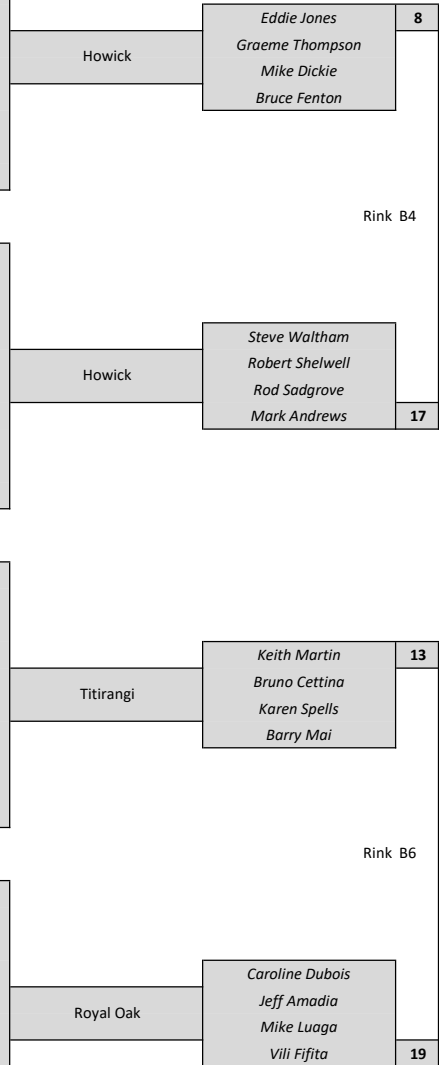 Eddie Jones 8
Graeme Thompson
Howick
Mike Dickie
Bruce Fenton
Rink B4
Steve Waltham
Robert Shelwell
Howick
Rod Sadgrove
Mark Andrews 17
Keith Martin 13
Bruno Cettina
Titirangi
Karen Spells
Barry Mai
Rink B6
Caroline Dubois
Jeff Amadia
Royal Oak
Mike Luaga
Vili Fifita 19